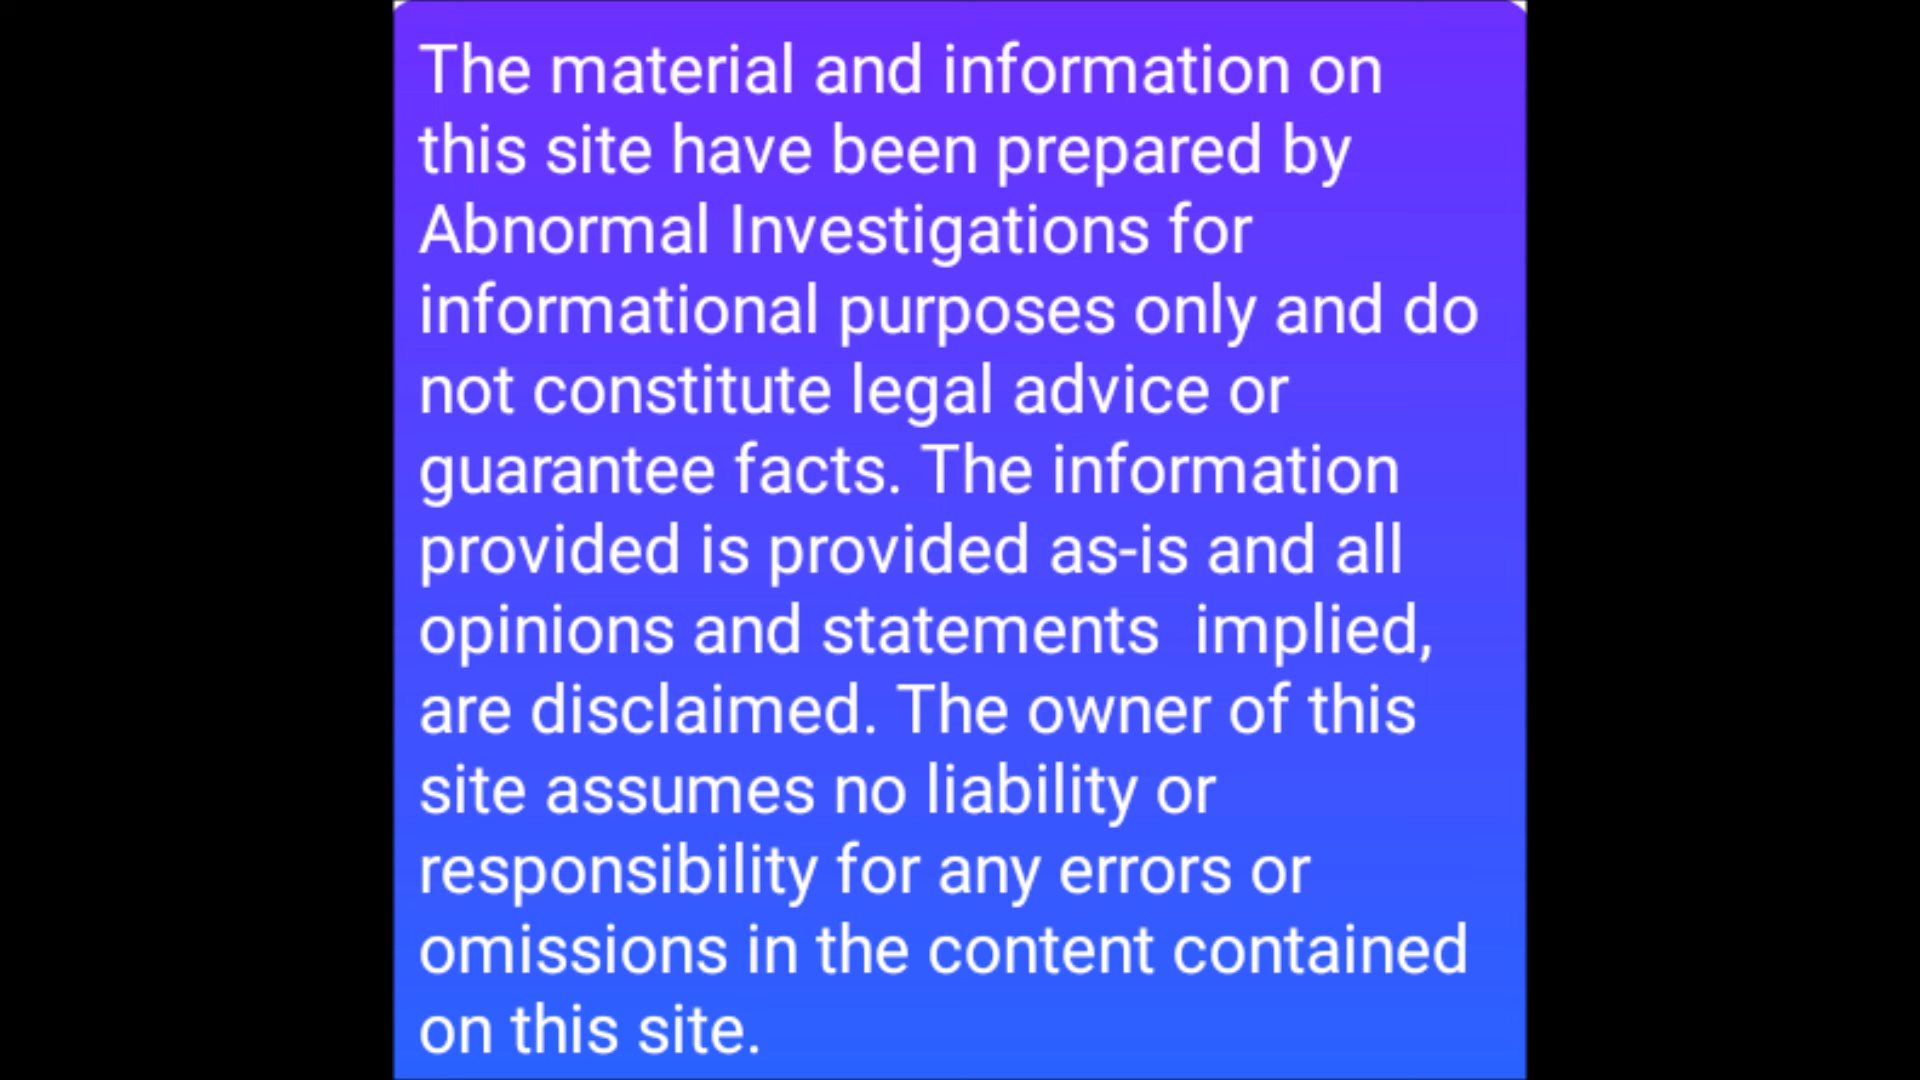 The material and information on
this site have been prepared by
Abnormal Investigations for
informational purposes only and do
not constitute legal advice or
guarantee facts. The information
provided is provided as-is and all
opinions and statements  implied,
are disclaimed. The owner of this
site assumes no liability or
responsibility for any errors or
omissions in the content contained
on this site.